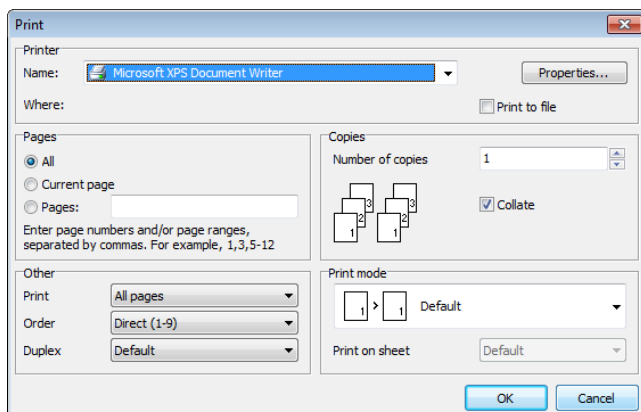 Print
Printer
Name: Microsoft XPS Document Writer Properties...
Where: Print to file
Pages
All
Current page
Pages:
Enter page numbers and/or page ranges,
separated by commas. For example, 1,3,5-12
Copies
Number of copies 1
3 3
2 2
1 1
Collate
Other
Print All pages
Order Direct (1-9)
Duplex Default
Print mode
1 > 1 Default
Print on sheet Default
OK Cancel